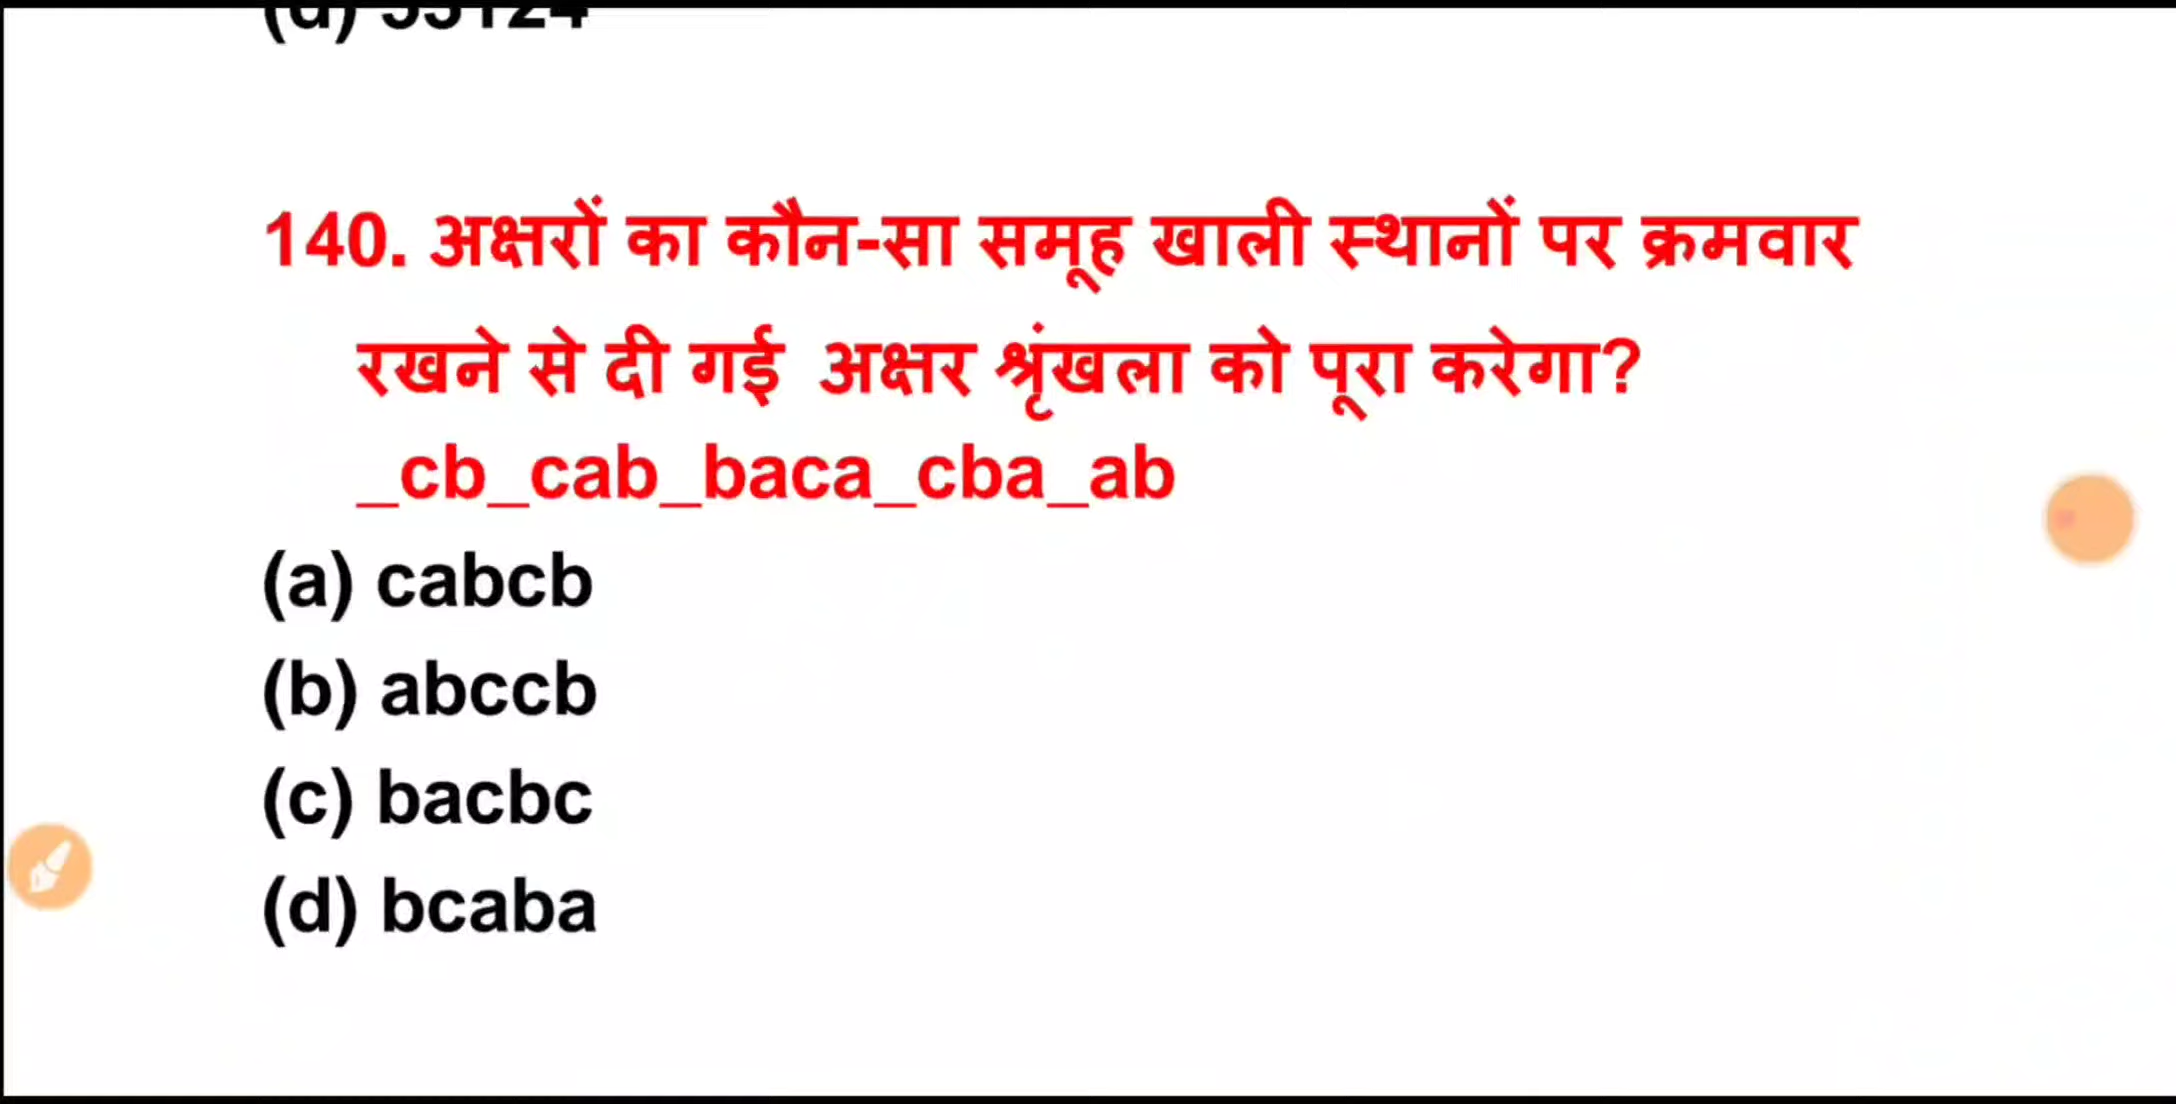 140. अक्षरों का कौन-सा समूह खाली स्थानों पर क्रमवार
रखने से दी गई अक्षर श्रृंखला को पूरा करेगा?
_cb_cab_baca_cba_ab
(a) cabcb
(b) abccb
(c) bacbc
(d) bcaba